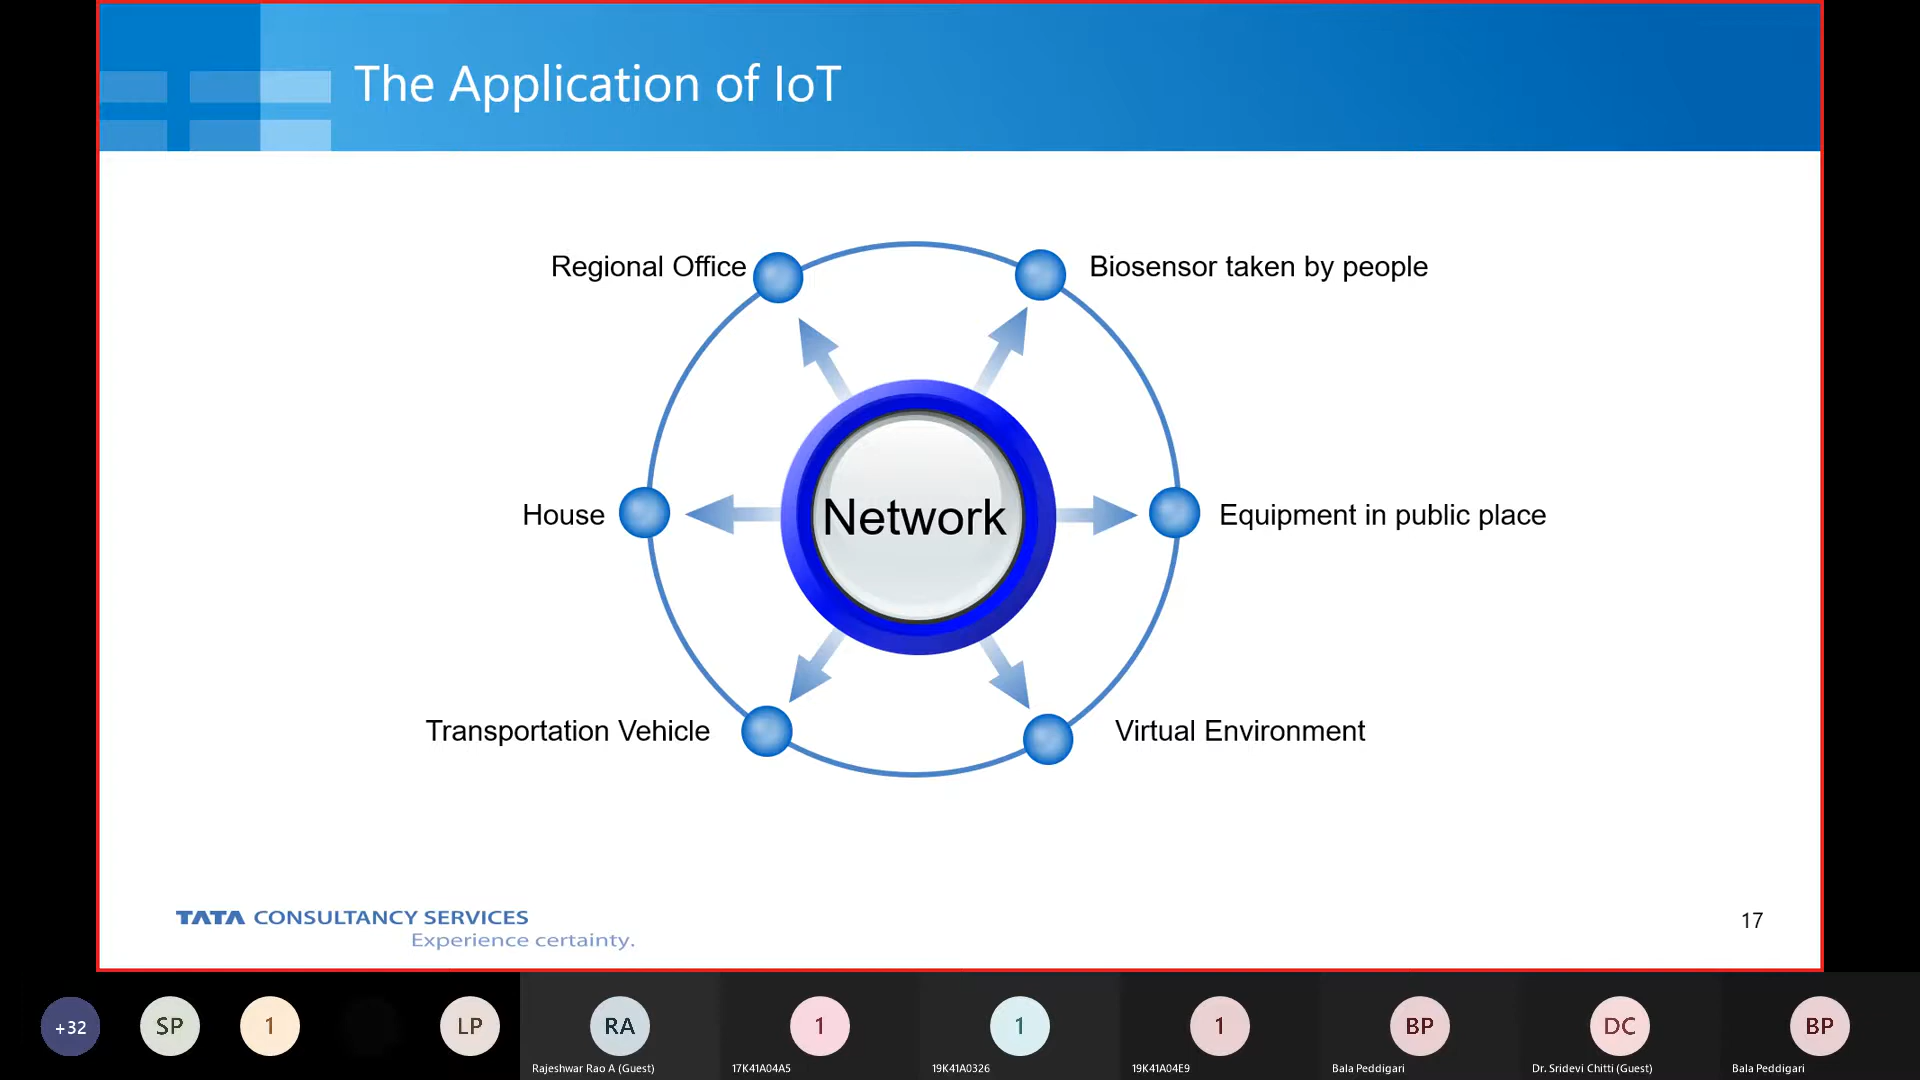 The Application of IoT
Regional Office
Biosensor taken by people
House
Network
Equipment in public place
Transportation Vehicle
Virtual Environment
TATA CONSULTANCY SERVICES
Experience certainty.
17
+32
SP
1
LP
RA
1
1
1
BP
DC
BP
Rajeshwar Rao A (Guest)
17K41A04A5
19K41A0326
19K41A04E9
Bala Peddigari
Dr. Sridevi Chitti (Guest)
Bala Peddigari